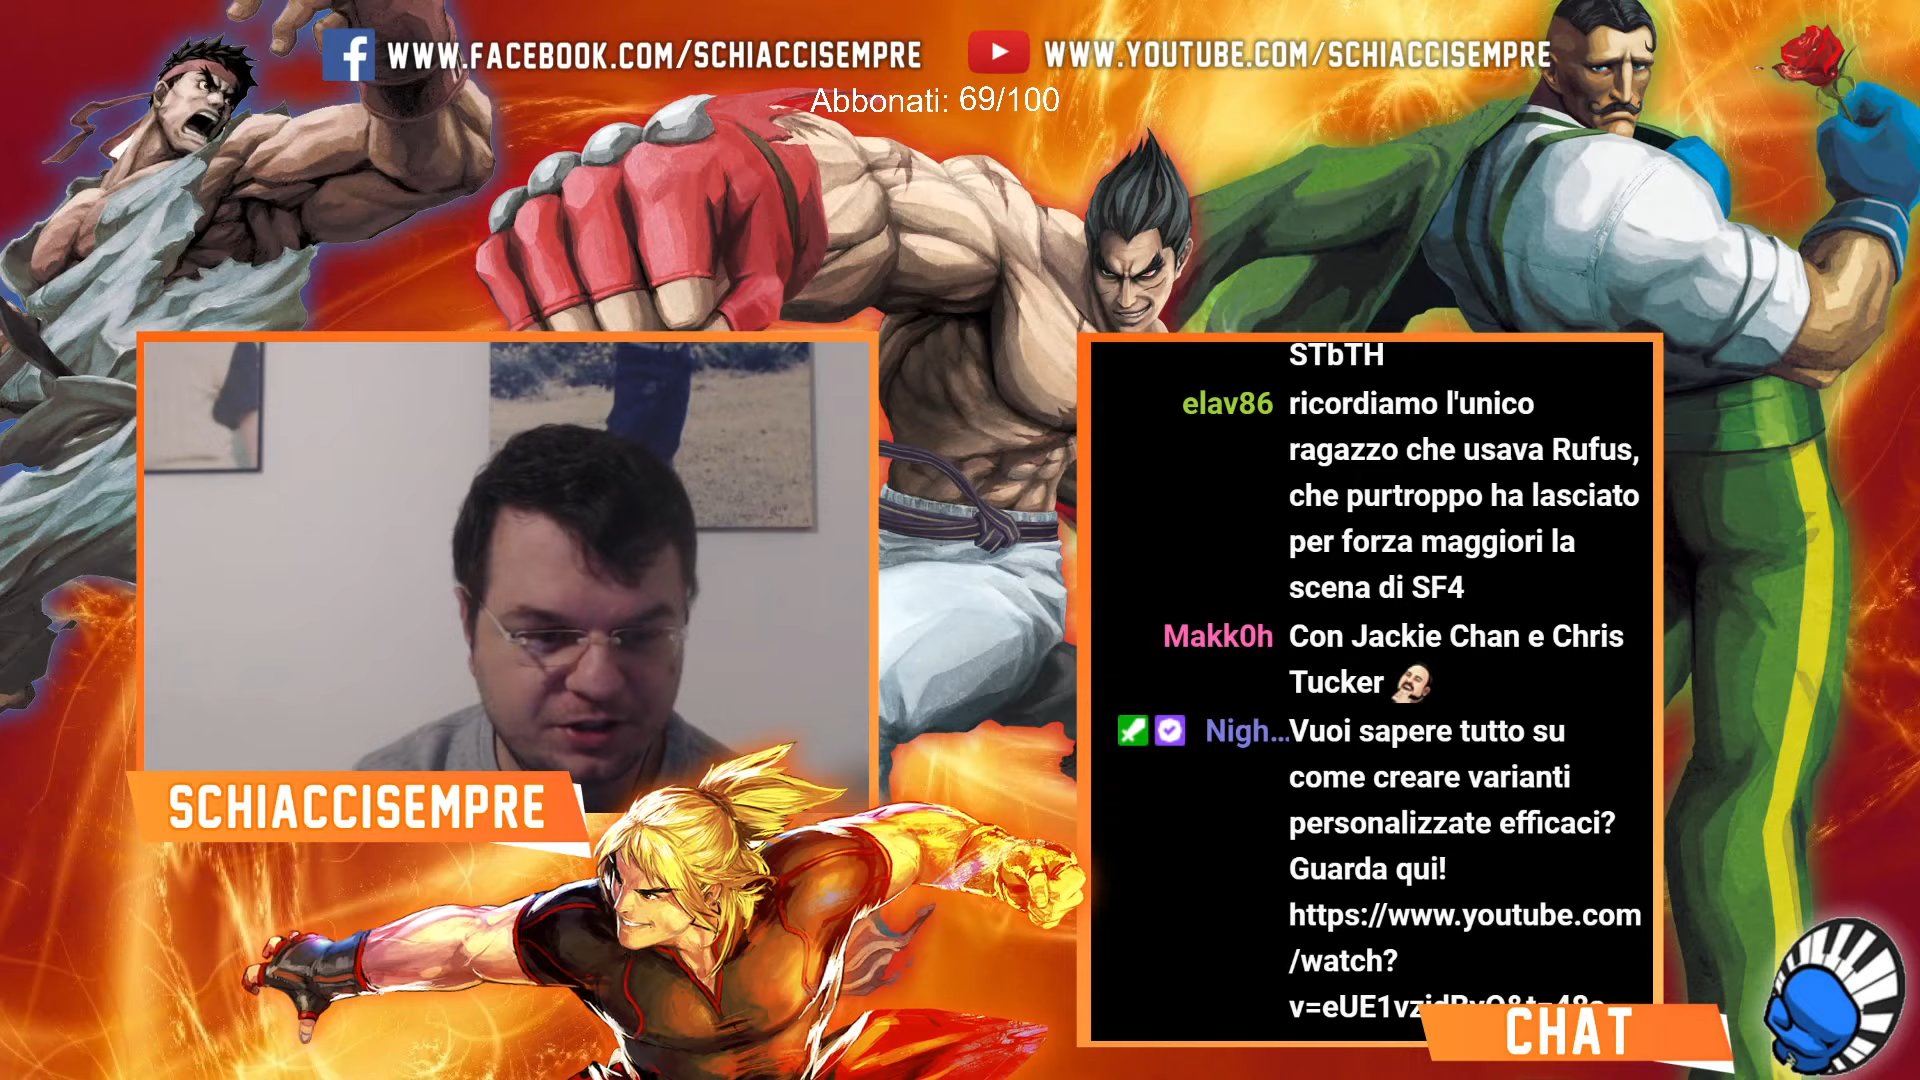 WWW.FACEBOOK.COM/SCHIACCISEMPRE
WWW.YOUTUBE.COM/SCHIACCISEMPRE
Abbonati: 69/100
STbTH
elav86 ricordiamo l'unico
ragazzo che usava Rufus,
che purtroppo ha lasciato
per forza maggiori la
scena di SF4
Makk0h Con Jackie Chan e Chris
Tucker
Nigh... Vuoi sapere tutto su
come creare varianti
personalizzate efficaci?
Guarda qui!
https://www.youtube.com
/watch?
SCHIACCISEMPRE
CHAT